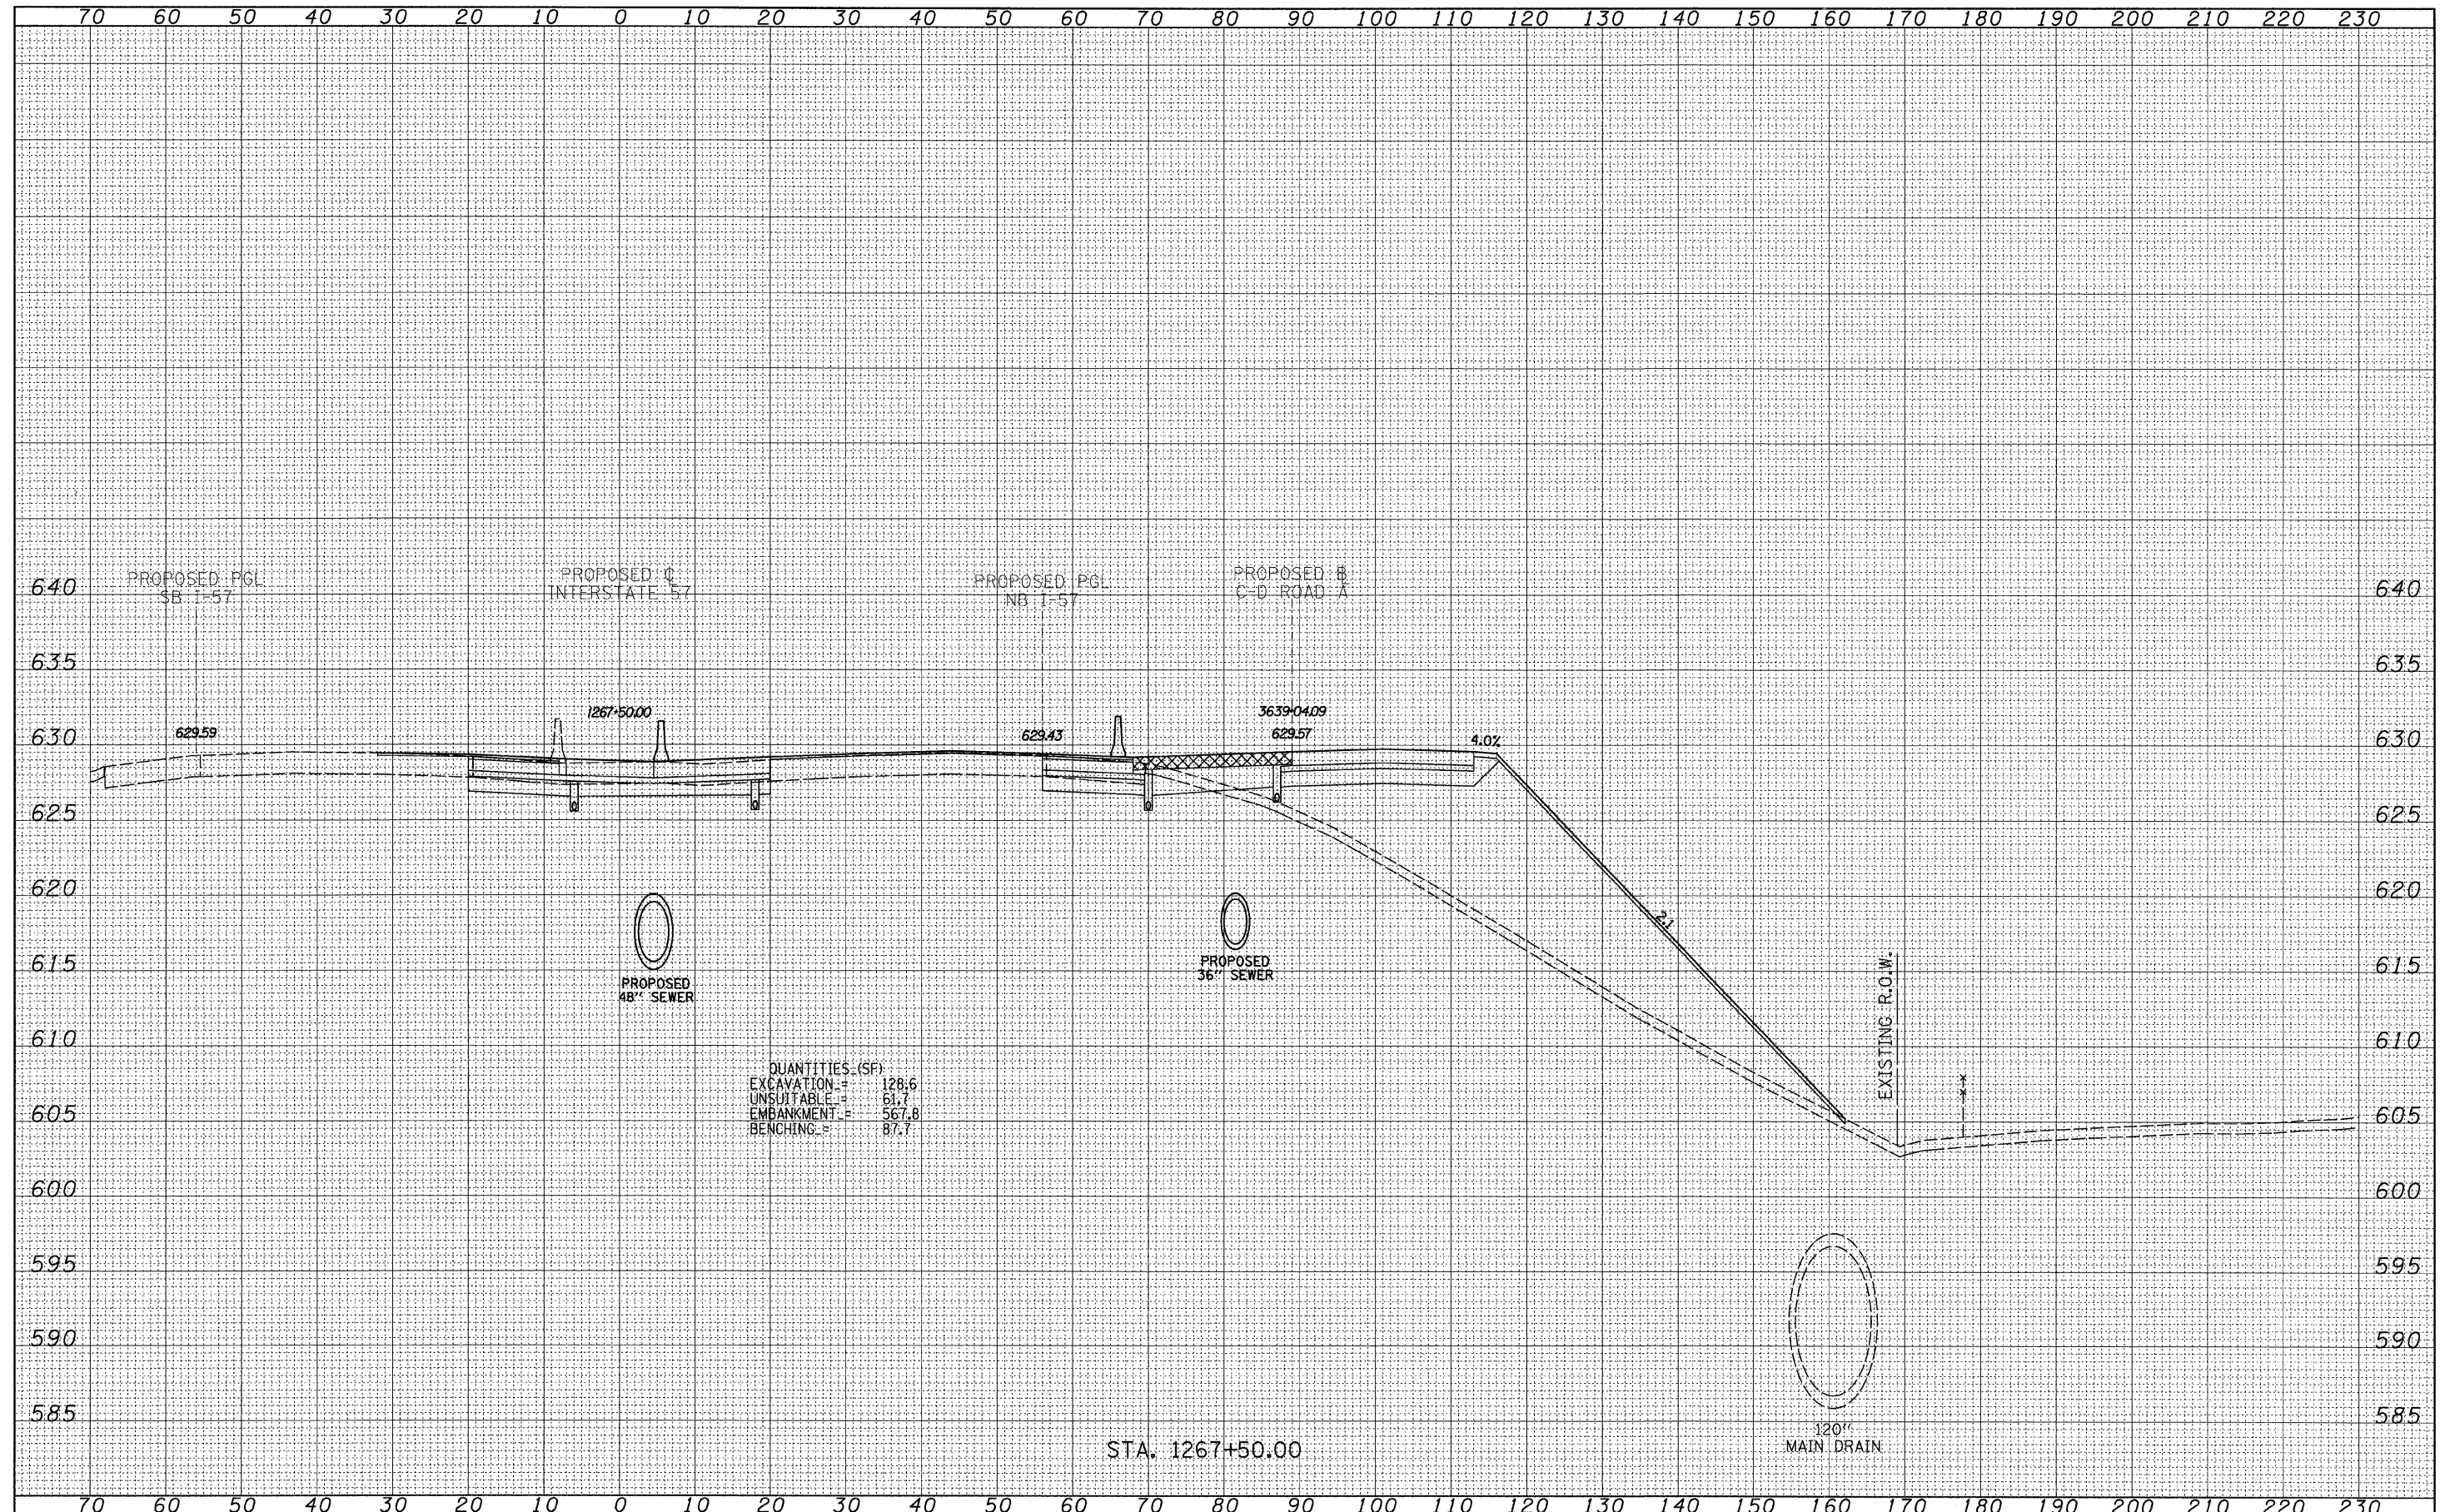 70 60 50 40 30 20 10 0 10 20 30 40 50 60 70 80 90 100 110 120 130 140 150 160 170 180 190 200 210 220 230
PROPOSED PGL
SB I-57
PROPOSED ℄
INTERSTATE 57
PROPOSED PGL
NB I-57
PROPOSED B
C-D ROAD A
640 640
635 635
1267+50.00
3639+04.09
629.59
629.43
629.57
4.0%
630 630
625 625
620 620
2:1
615 615
PROPOSED
48" SEWER
PROPOSED
36" SEWER
EXISTING R.O.W.
610 610
QUANTITIES (SF)
EXCAVATION = 128.6
UNSUITABLE = 61.7
EMBANKMENT = 567.8
BENCHING = 87.7
605 605
600 600
595 595
590 590
585 585
120"
MAIN DRAIN
STA. 1267+50.00
70 60 50 40 30 20 10 0 10 20 30 40 50 60 70 80 90 100 110 120 130 140 150 160 170 180 190 200 210 220 230